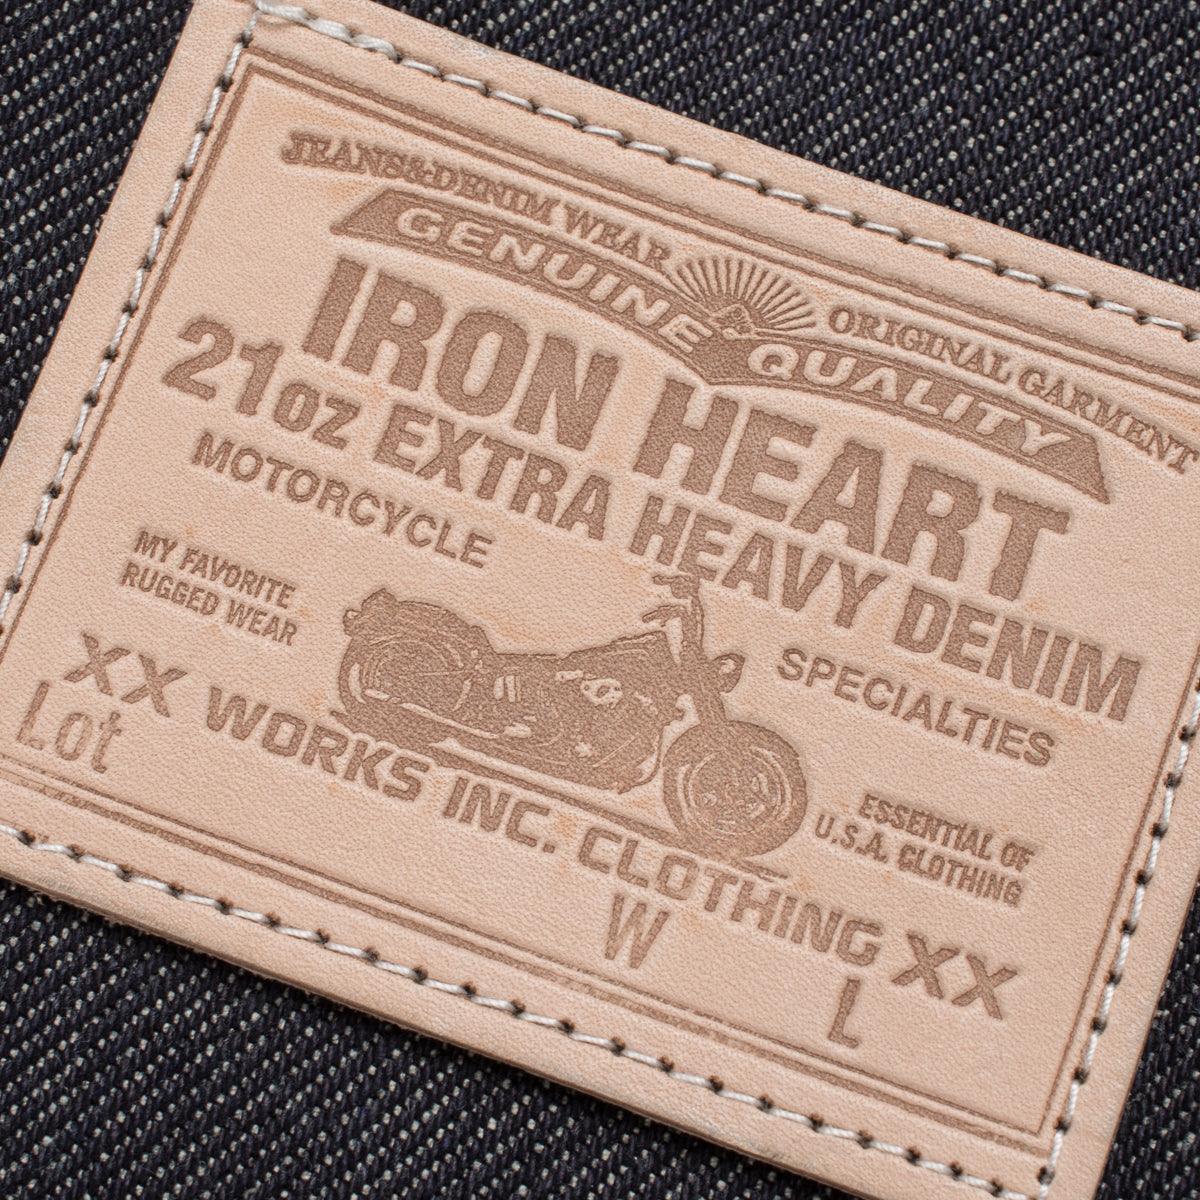 JEANS&DENIM WEAR ORIGINAL GARMENT
GENUINE QUALITY
IRON HEART
21oz EXTRA HEAVY DENIM
MOTORCYCLE SPECIALTIES
MY FAVORITE
RUGGED WEAR
ESSENTIAL OF
U.S.A. CLOTHING
XX WORKS INC. CLOTHING XX
Lot W L